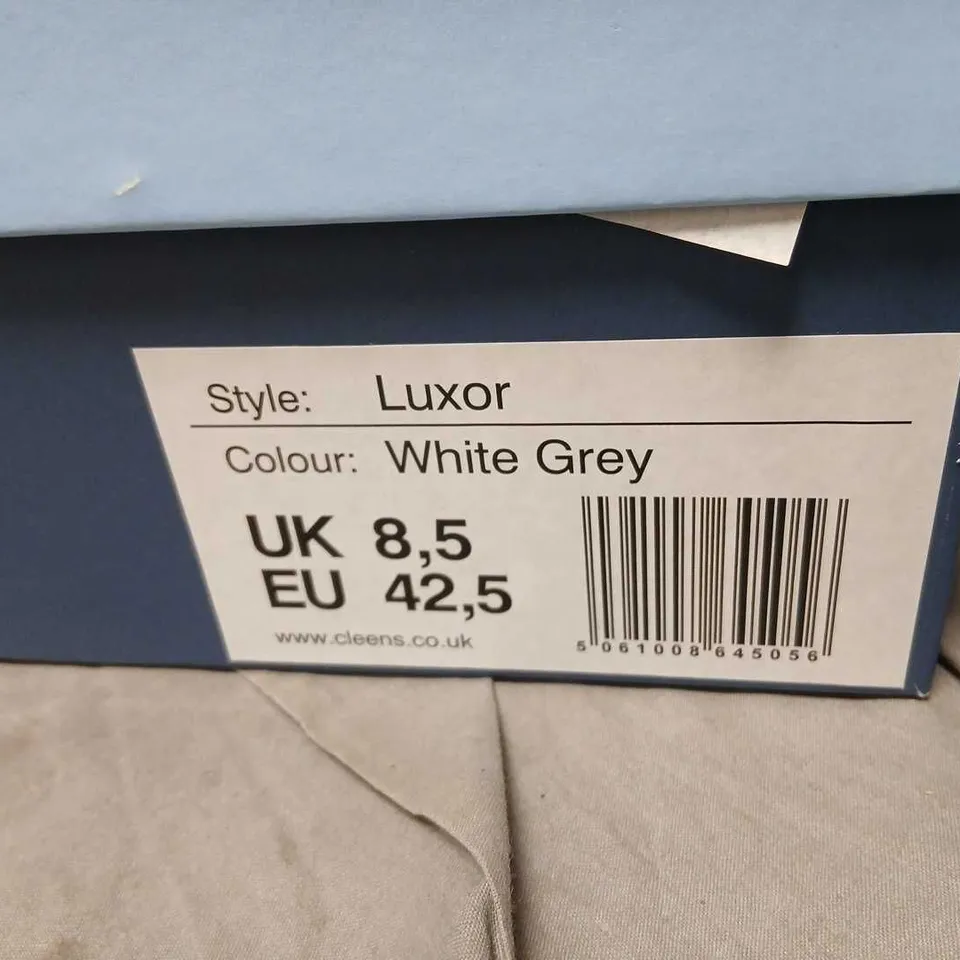 Style: Luxor
Colour: White Grey
UK 8,5
EU 42,5
www.cleens.co.uk
5 061008 645056